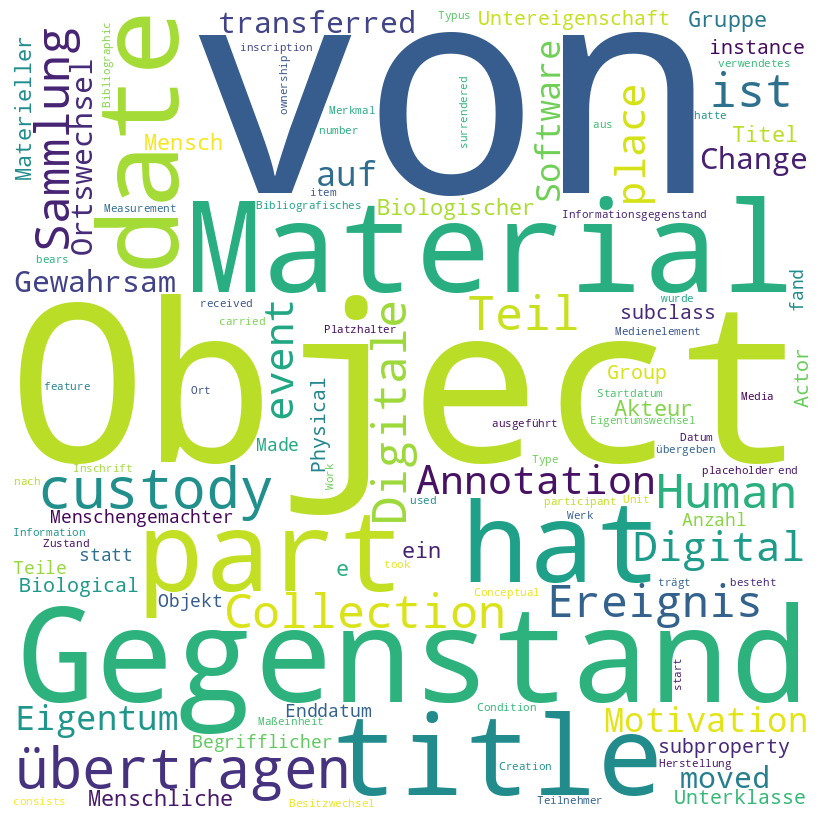 transferred
Typus
Untereigenschaft
Gruppe
inscription
instance
verwendetes
Bibliographic
date
von
ownership
Merkmal
number
surrendered
Software
aus
place
ist
hatte
Titel
Change
Materieller
Sammlung
Ortswechsel
Mensch
auf
item
Measurement
Bibliografisches
Biologischer
Informationsgegenstand
bears
Material
Gewahrsam
received
carried
event
Platzhalter
Digitale
Teil
wurde
subclass
Medienelement
fand
Object
feature
Ort
Physical
Group
Startdatum
Akteur
Eigentumswechsel
Media
Actor
ausgeführt
Datum
übergeben
Made
Type
nach
Inschrift
custody
Work
Annotation
placeholder
end
Human
used
participant
Unit
Menschengemachter
Information
Zustand
statt
part
ein
hat
Werk
Anzahl
Digital
Teile
Biological
e
took
trägt
besteht
Objekt
Collection
Conceptual
Ereignis
Gegenstand
start
Eigentum
Enddatum
Maßeinheit
Condition
Motivation
Begrifflicher
title
subproperty
übertragen
Creation
Herstellung
moved
consists
Menschliche
Besitzwechsel
Teilnehmer
Unterklasse